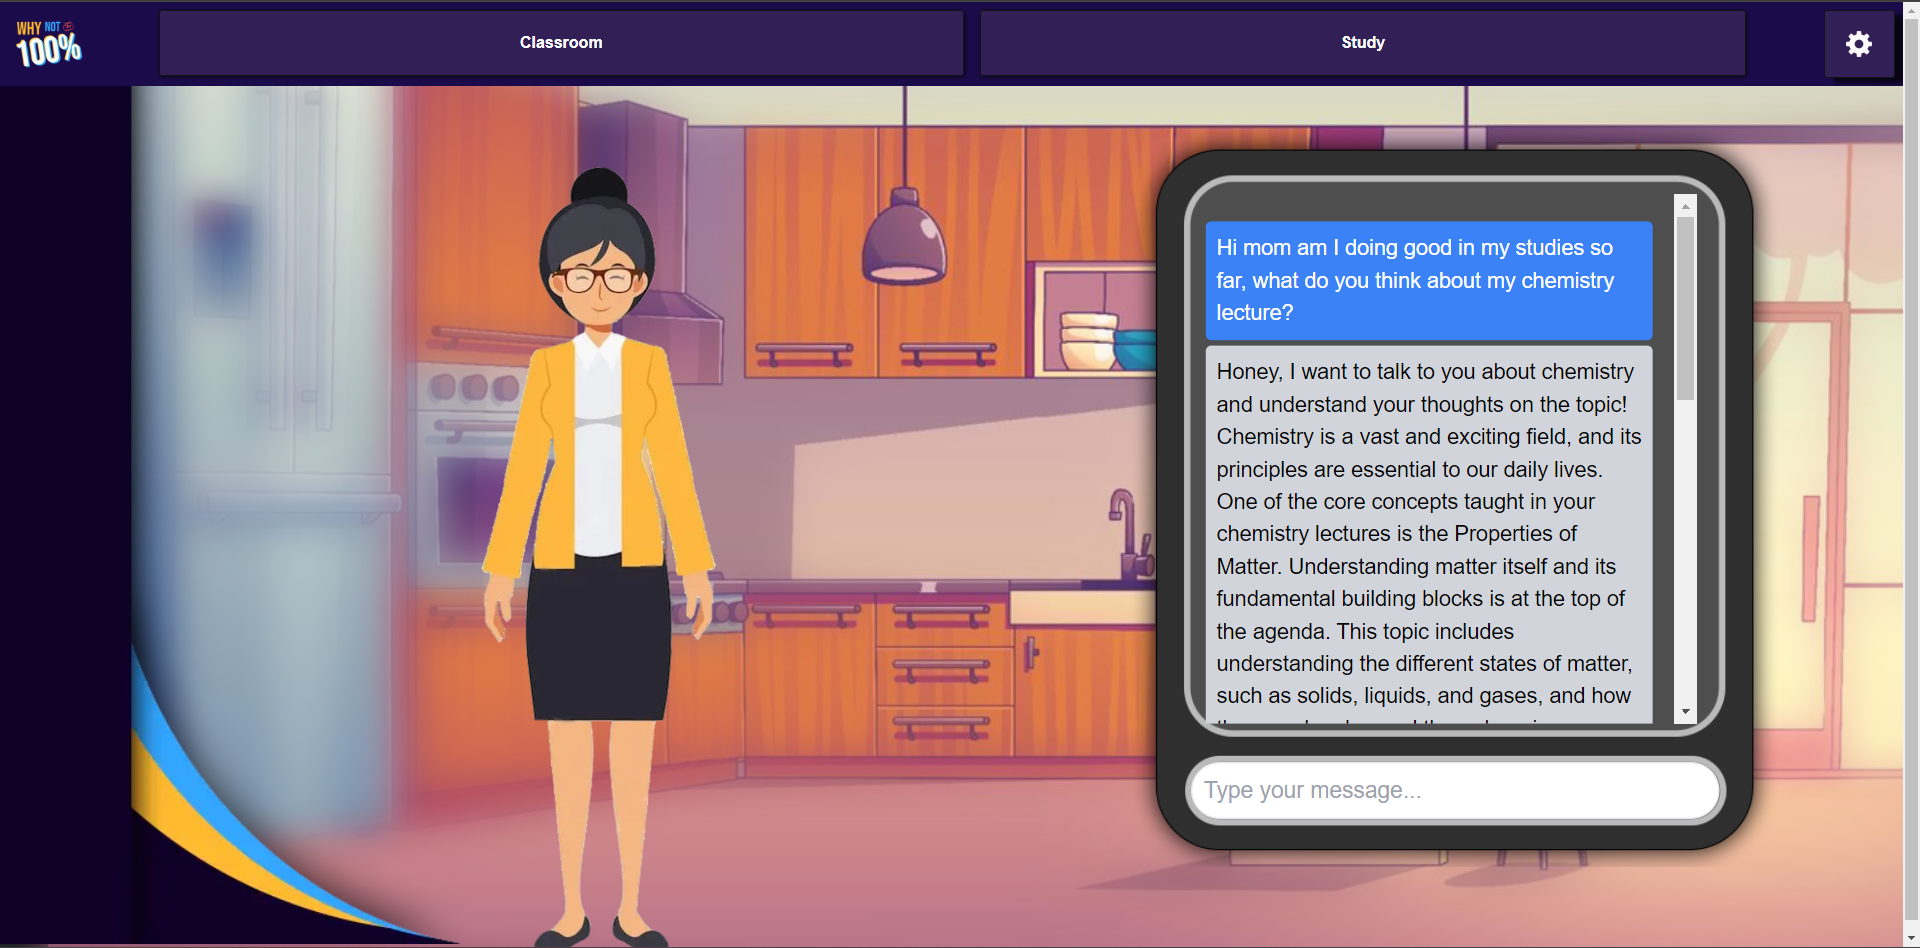 WHY NOT
100%
Classroom
Study
Hi mom am I doing good in my studies so
far, what do you think about my chemistry
lecture?
Honey, I want to talk to you about chemistry
and understand your thoughts on the topic!
Chemistry is a vast and exciting field, and its
principles are essential to our daily lives.
One of the core concepts taught in your
chemistry lectures is the Properties of
Matter. Understanding matter itself and its
fundamental building blocks is at the top of
the agenda. This topic includes
understanding the different states of matter,
such as solids, liquids, and gases, and how
Type your message...